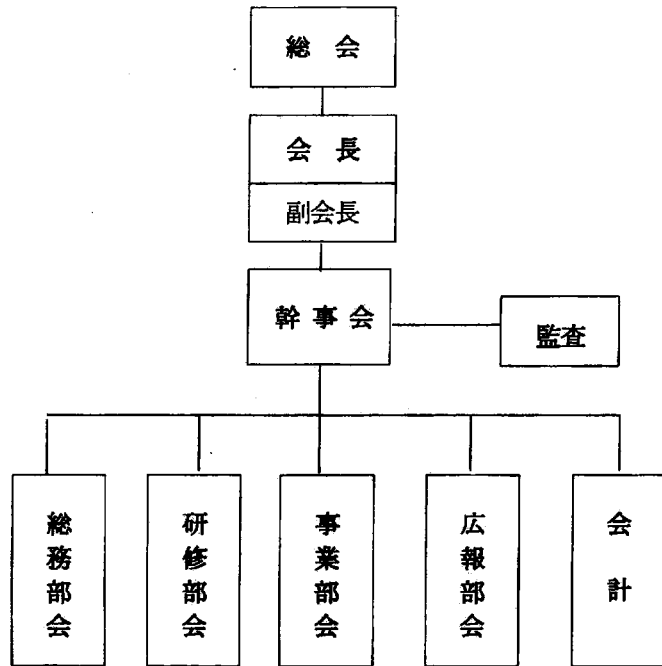 総会
会長
副会長
幹事会
監査
総務部会
研修部会
事業部会
広報部会
会計